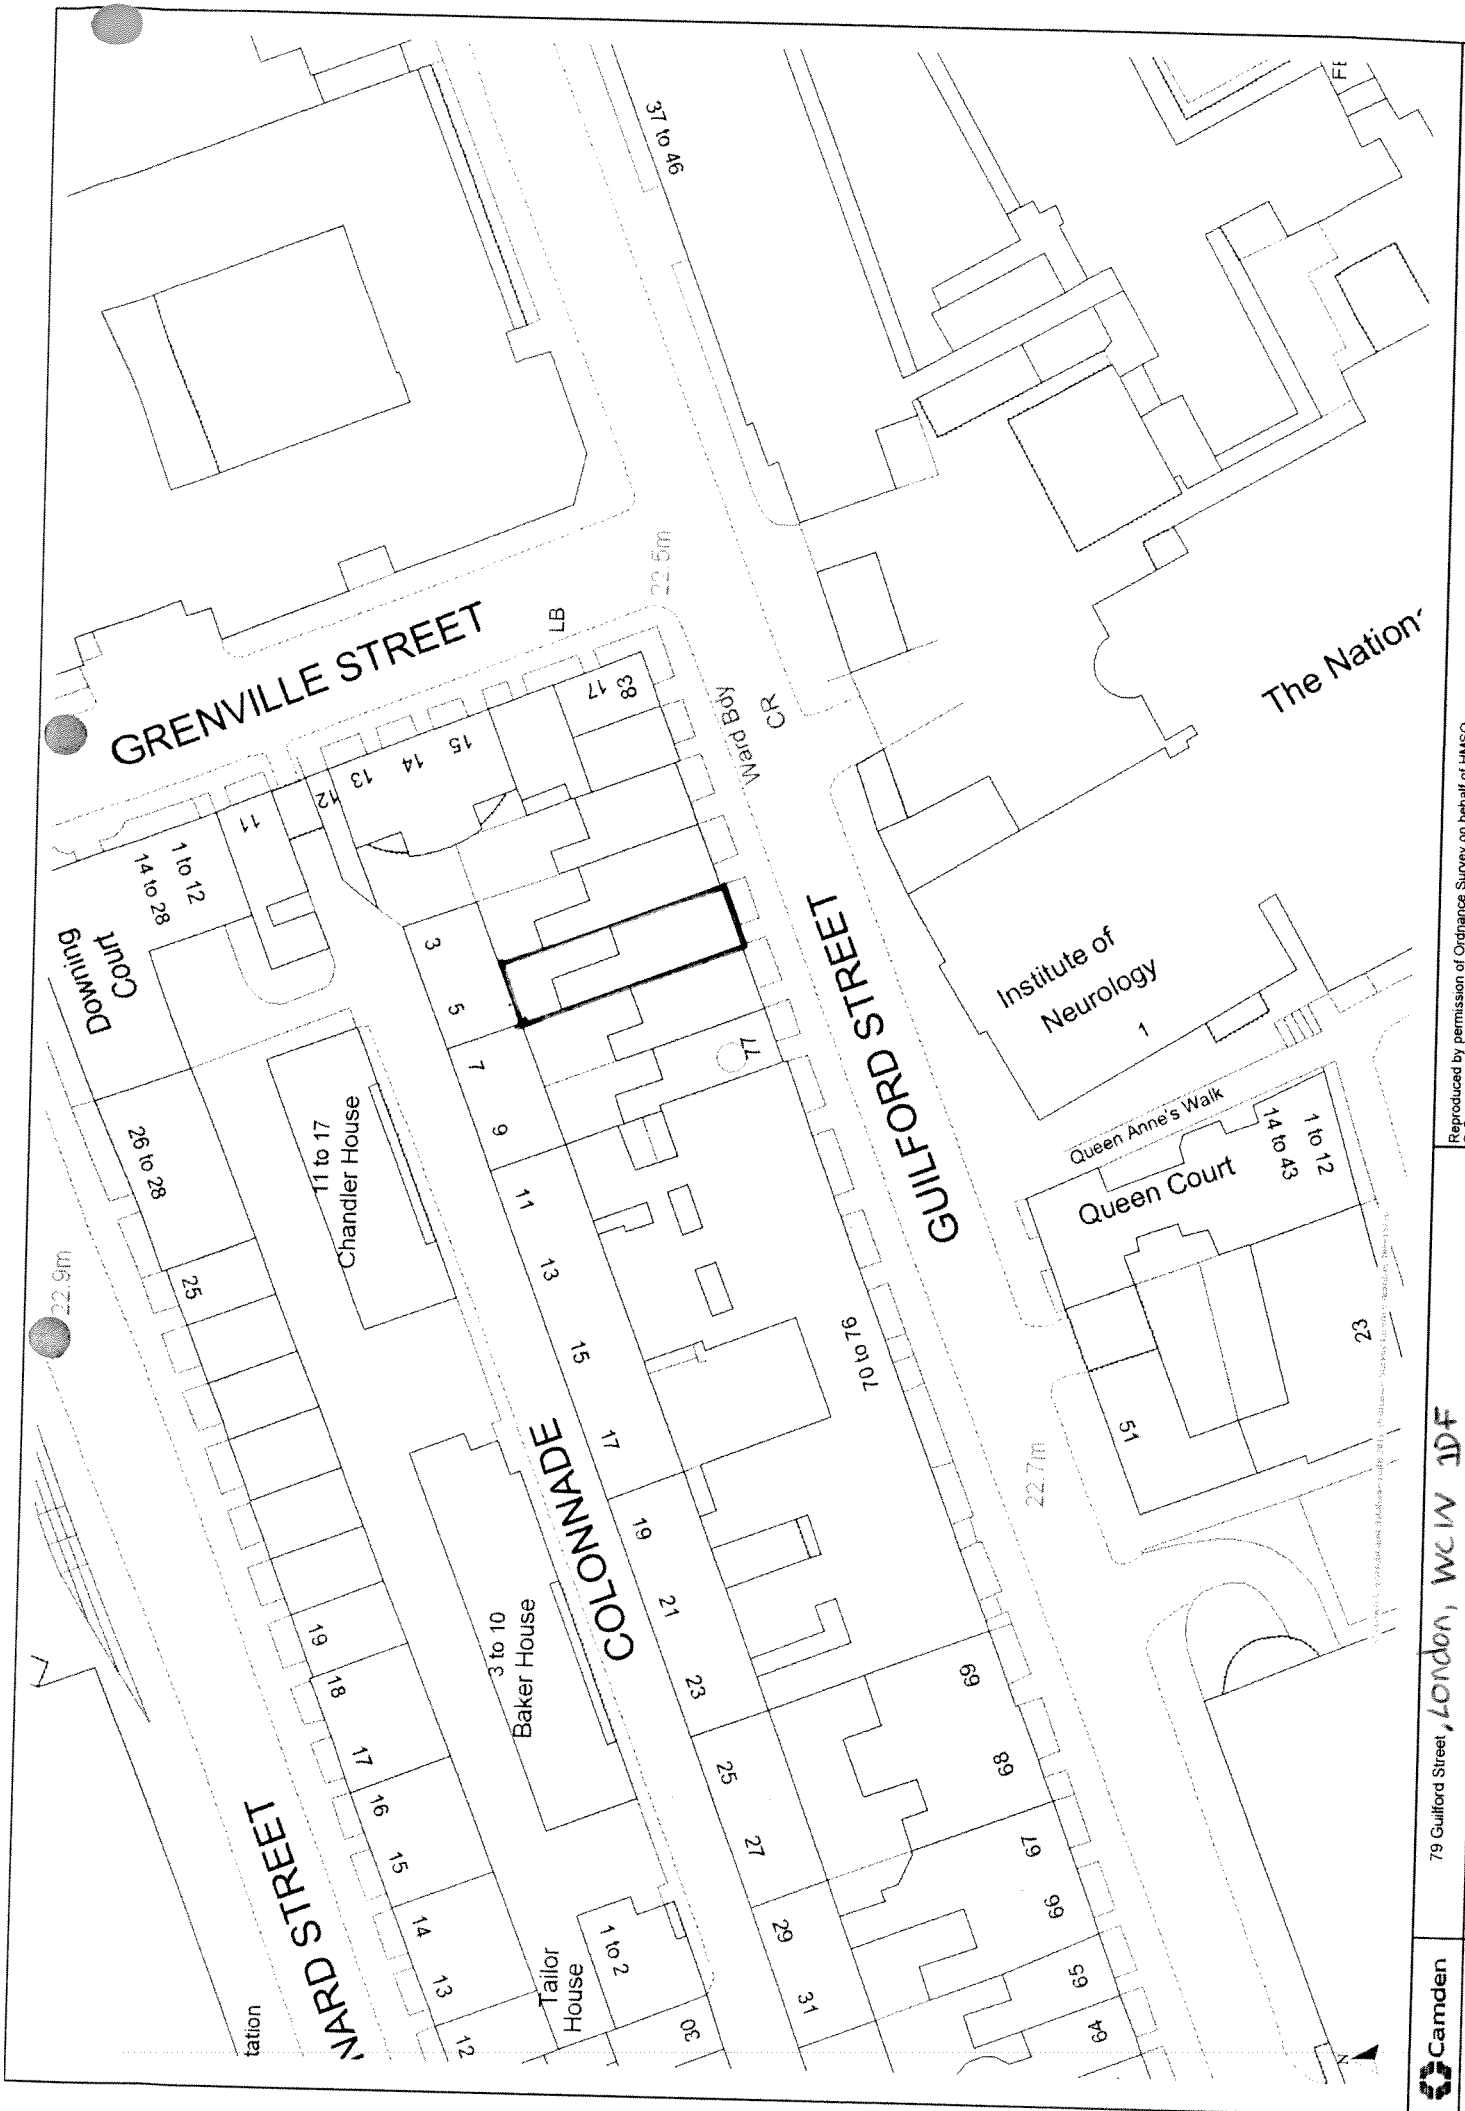 37 to 46
FE
GRENVILLE STREET
LB
22.5m
17
83
15
14
13
12
11
Ward Bdy
CR
The Nation
1 to 12
14 to 28
Downing
Court
3
5
7
9
11
13
15
17
19
21
23
25
27
29
31
77
GUILFORD STREET
Institute of
Neurology
1
Queen Anne's Walk
Queen Court
1 to 12
14 to 43
26 to 28
11 to 17
Chandler House
22.9m
25
70 to 76
23
51
22.7m
COLONNADE
3 to 10
Baker House
19
18
17
16
15
14
13
12
69
68
67
66
65
64
WARD STREET
tation
Tailor
House
1 to 2
30
N
Camden
79 Guilford Street, London, WC1N 1DF
Reproduced by permission of Ordnance Survey on behalf of HMSO